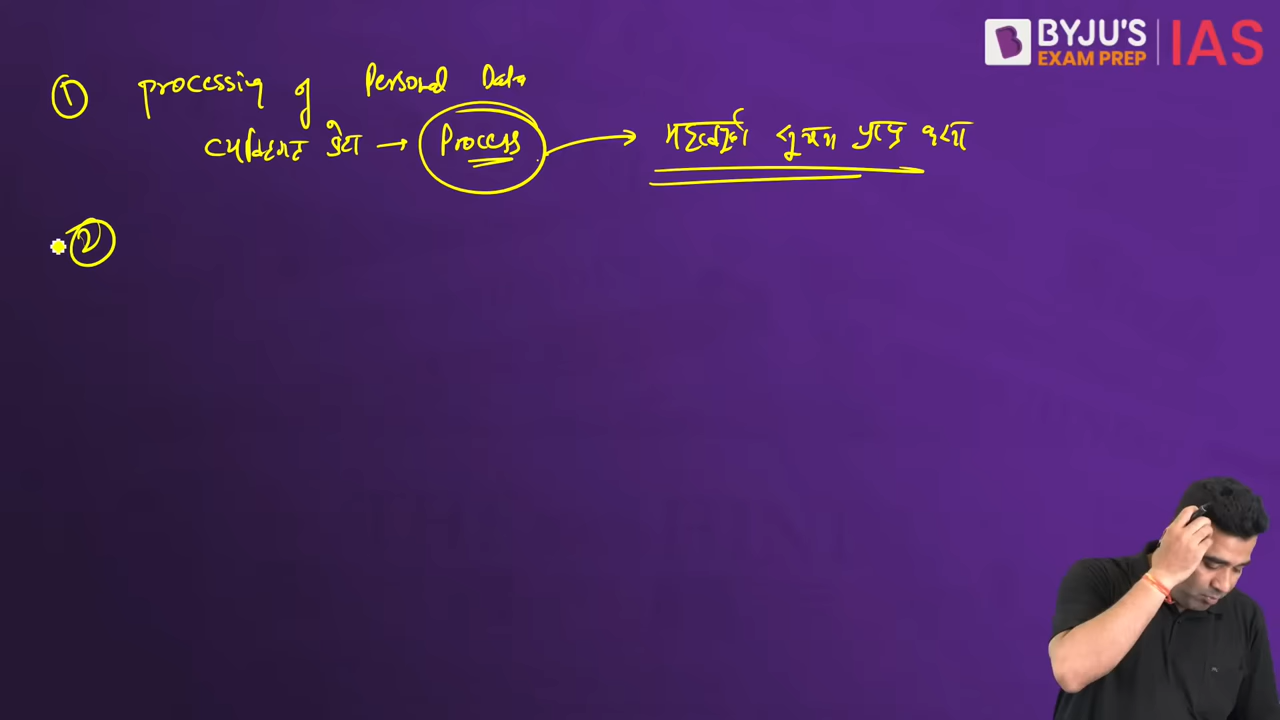 ① processing of Personal Data
व्यक्तिगत डेटा → Process → महत्वपूर्ण सूचना प्राप्त करना
②
BYJU'S
EXAM PREP
IAS